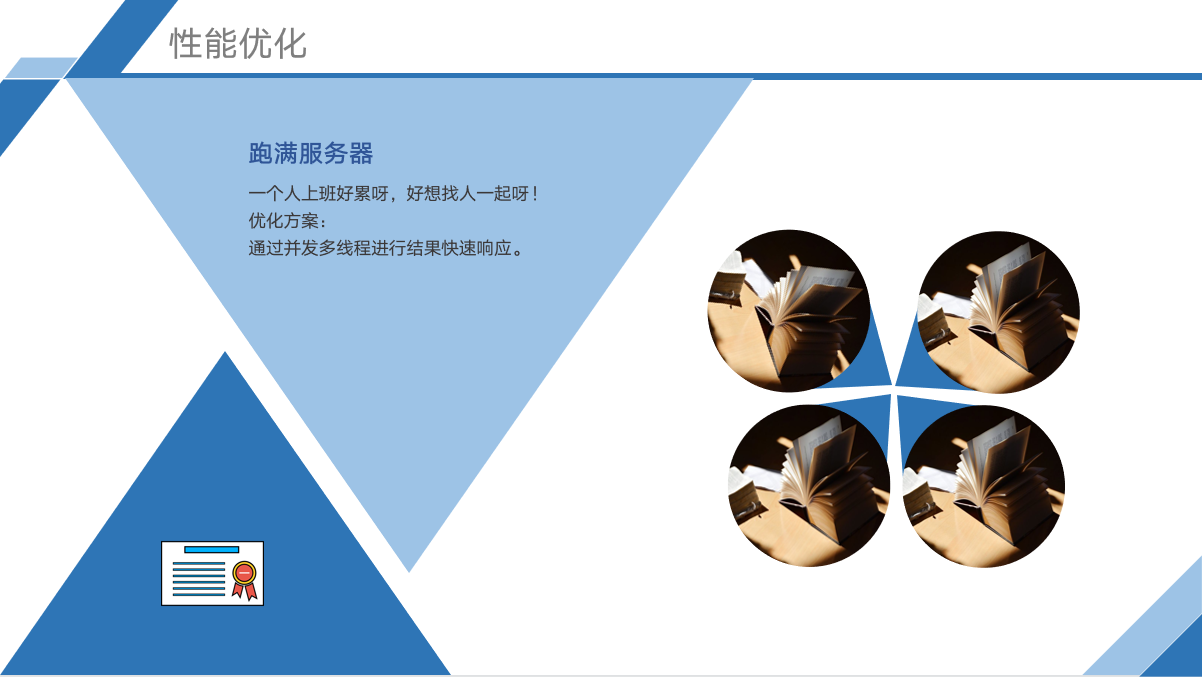 性能优化
跑满服务器
一个人上班好累呀，好想找人一起呀！
优化方案：
通过并发多线程进行结果快速响应。